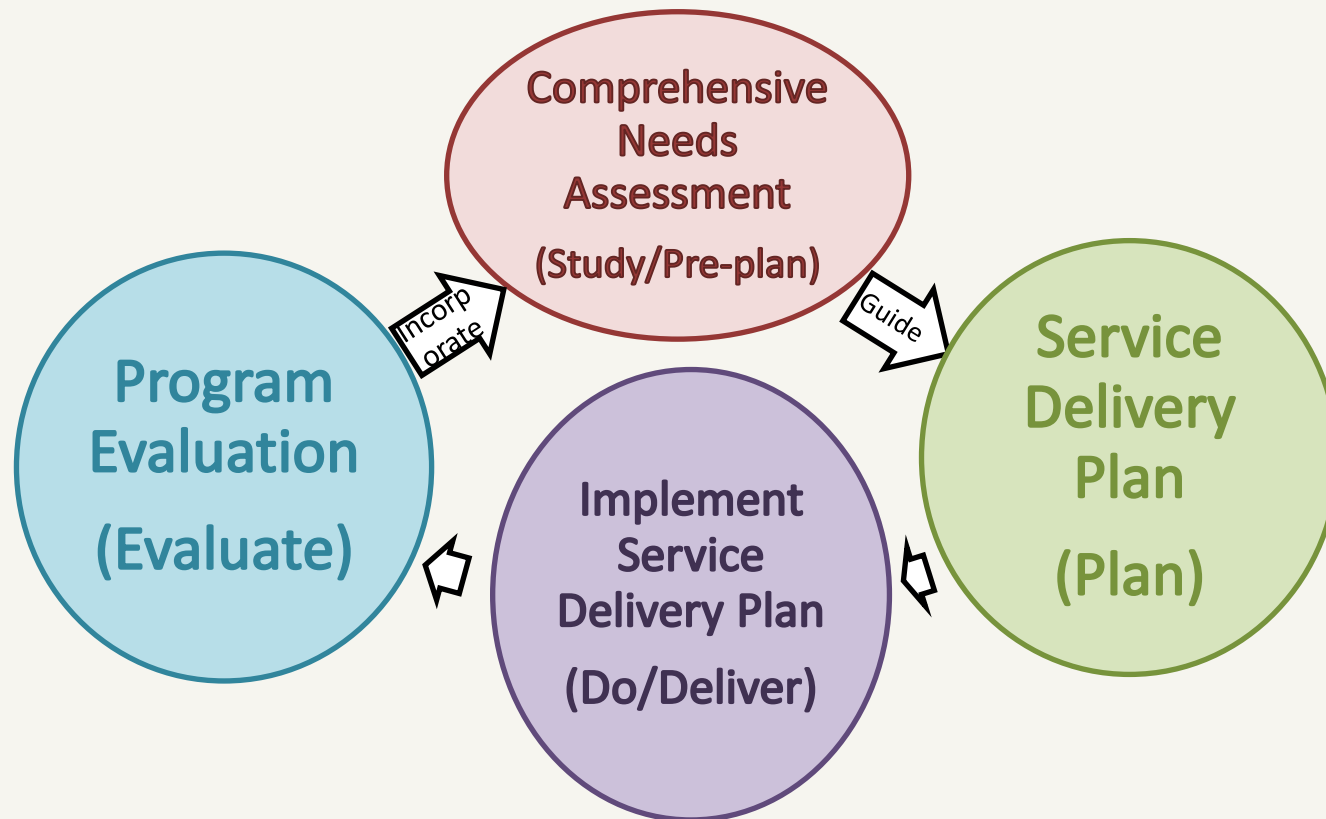 Comprehensive
Needs
Assessment
(Study/Pre-plan)
Incorp
orate
Guide
Service
Delivery
Plan
(Plan)
Program
Evaluation
(Evaluate)
Implement
Service
Delivery Plan
(Do/Deliver)